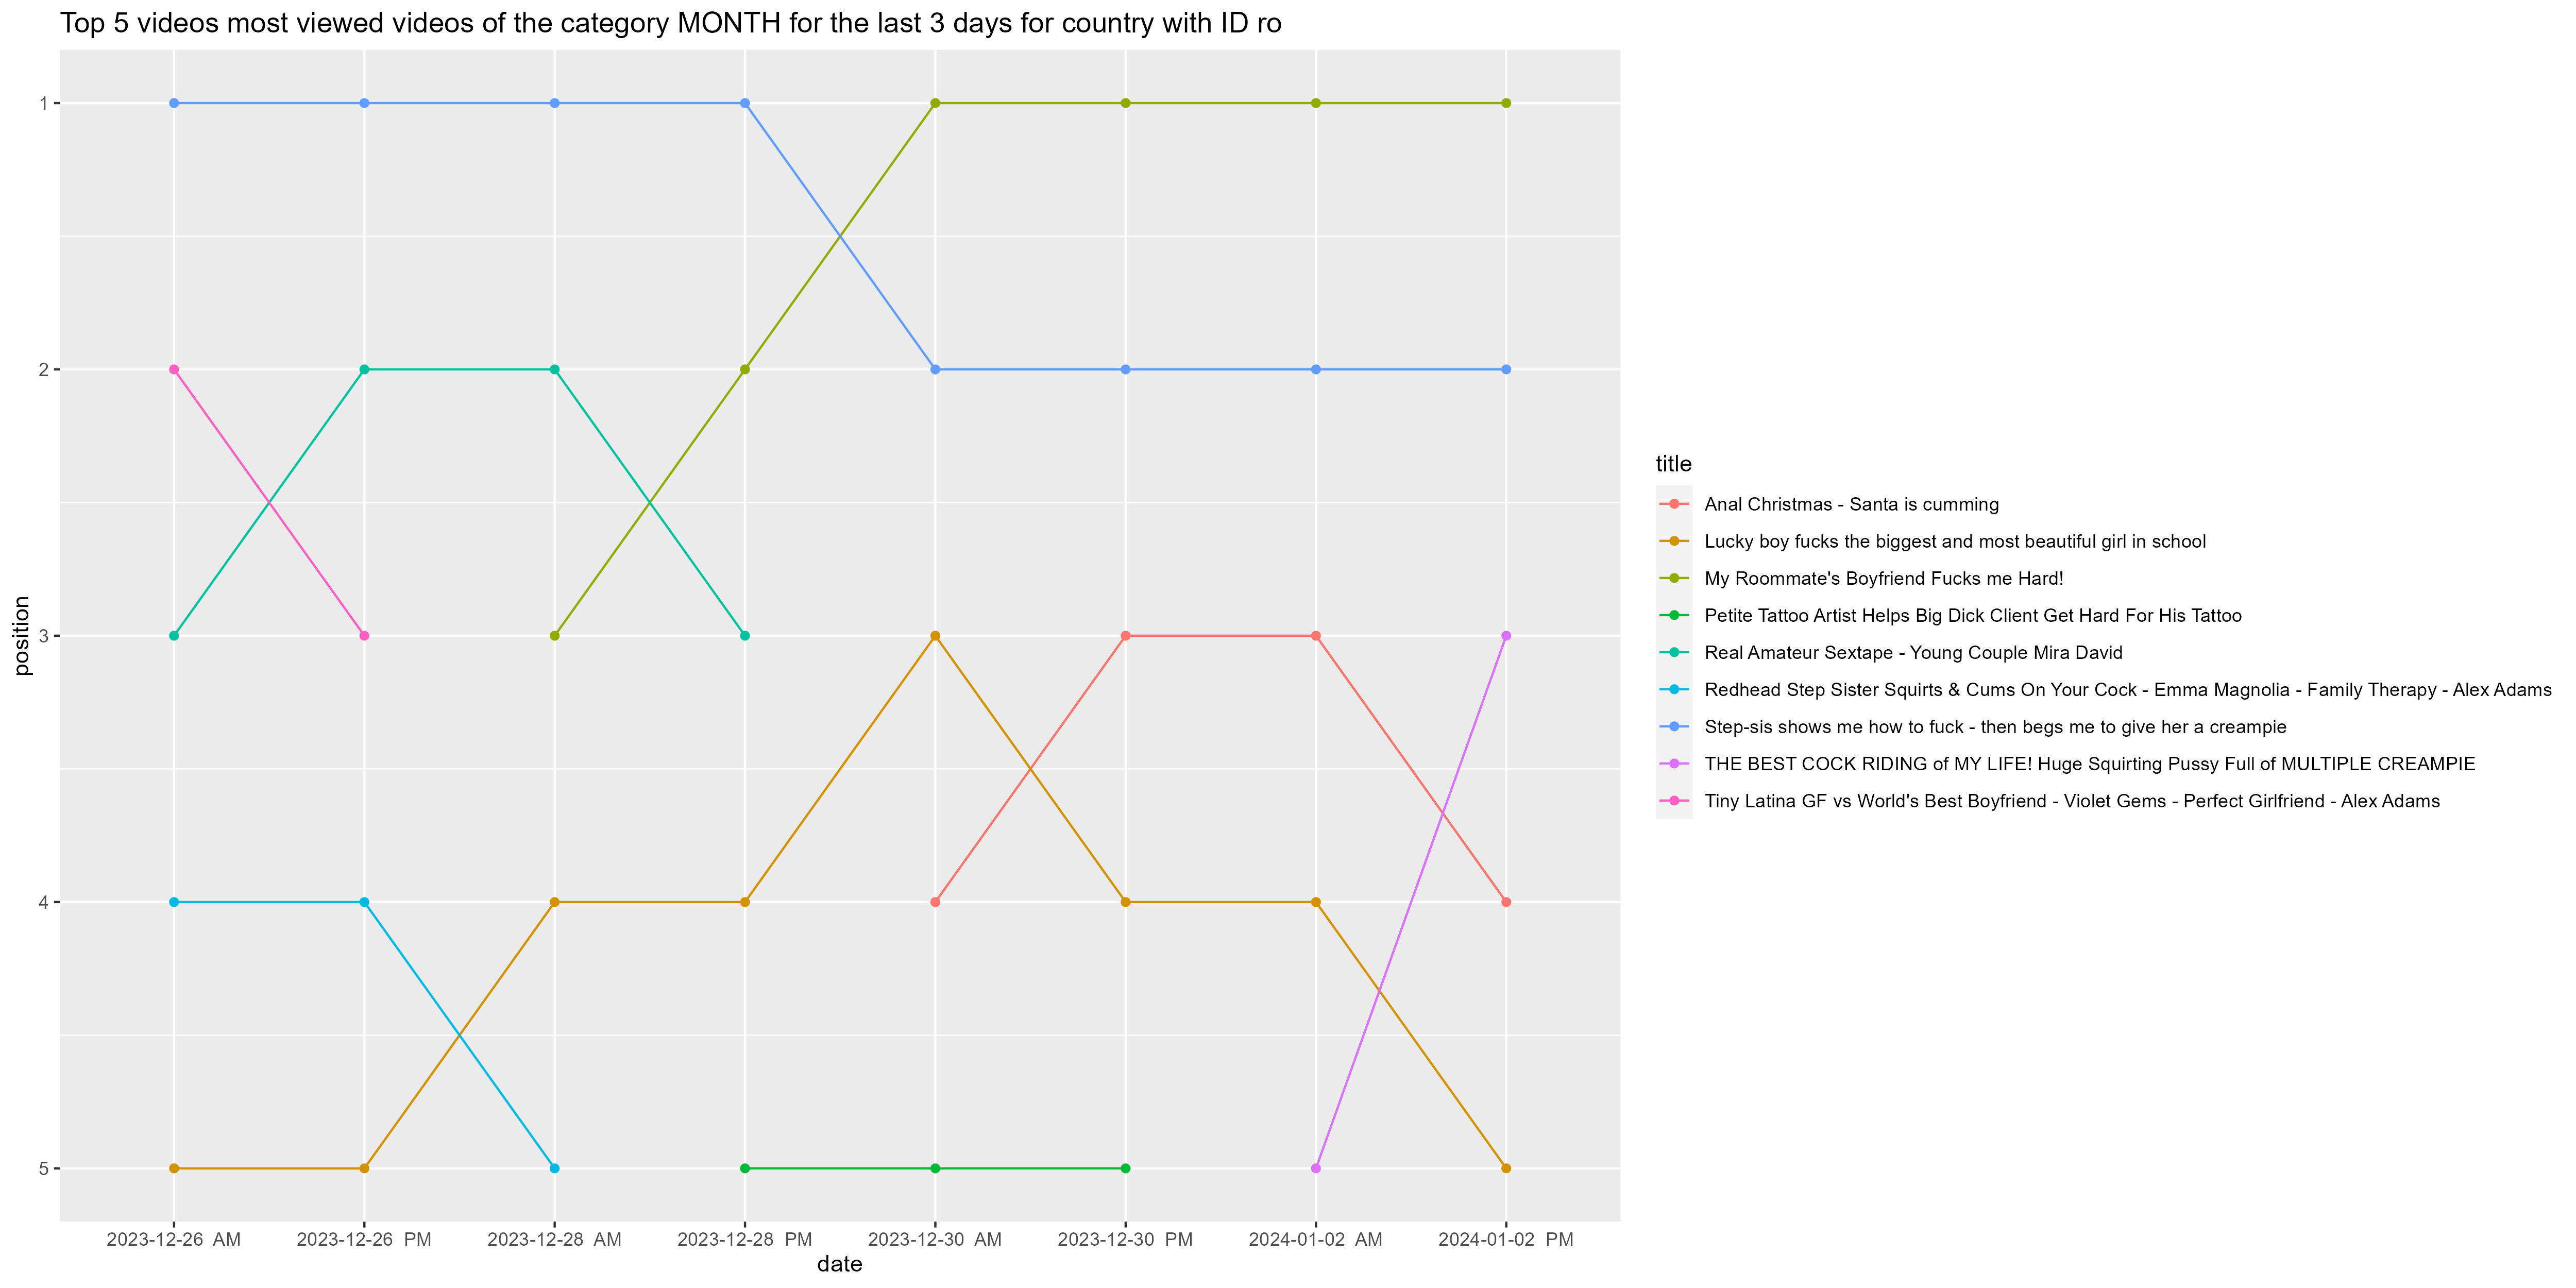 Top 5 videos most viewed videos of the category MONTH for the last 3 days for country with ID ro
position
1
2
3
4
5
2023-12-26 AM
2023-12-26 PM
2023-12-28 AM
2023-12-28 PM
2023-12-30 AM
2023-12-30 PM
2024-01-02 AM
2024-01-02 PM
date
title
Anal Christmas - Santa is cumming
Lucky boy fucks the biggest and most beautiful girl in school
My Roommate's Boyfriend Fucks me Hard!
Petite Tattoo Artist Helps Big Dick Client Get Hard For His Tattoo
Real Amateur Sextape - Young Couple Mira David
Redhead Step Sister Squirts & Cums On Your Cock - Emma Magnolia - Family Therapy - Alex Adams
Step-sis shows me how to fuck - then begs me to give her a creampie
THE BEST COCK RIDING of MY LIFE! Huge Squirting Pussy Full of MULTIPLE CREAMPIE
Tiny Latina GF vs World's Best Boyfriend - Violet Gems - Perfect Girlfriend - Alex Adams